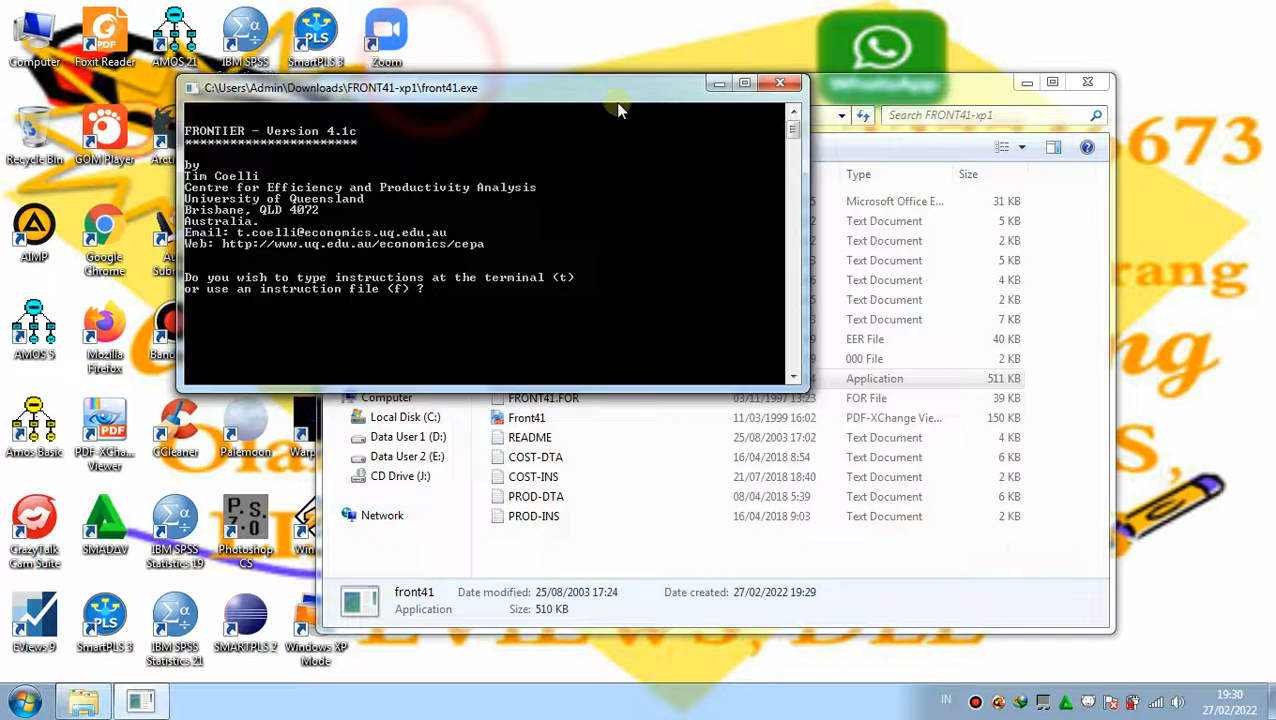 Computer
Foxit Reader
AMOS 21
IBM SPSS
SmartPLS 3
Zoom
Recycle Bin
GOM Player
AIMP
Google
Chrome
AMOS 5
Mozilla
Firefox
Amos Basic
PDF-XCha...
Viewer
CCleaner
Palemoon
CrazyTalk
Cam Suite
SMADAV
IBM SPSS
Statistics 19
Photoshop
CS
EViews 9
SmartPLS 3
IBM SPSS
Statistics 21
SMARTPLS 2
Windows XP
Mode
673
C:\Users\Admin\Downloads\FRONT41-xp1\front41.exe
FRONTIER - Version 4.1c
***********************
by
Tim Coelli
Centre for Efficiency and Productivity Analysis
University of Queensland
Brisbane, QLD 4072
Australia.
Email: t.coelli@economics.uq.edu.au
Web: http://www.uq.edu.au/economics/cepa
Do you wish to type instructions at the terminal (t)
or use an instruction file (f) ?
Search FRONT41-xp1
Type Size
Microsoft Office E... 31 KB
Text Document 2 KB
Text Document 2 KB
Text Document 5 KB
Text Document 4 KB
Text Document 2 KB
Text Document 7 KB
EER File 40 KB
000 File 2 KB
Application 511 KB
FRONT41.FOR 03/11/1997 13:23 FOR File 39 KB
Front41 11/03/1999 16:02 PDF-XChange Vie... 150 KB
README 25/08/2003 17:02 Text Document 4 KB
COST-DTA 16/04/2018 8:54 Text Document 6 KB
COST-INS 21/07/2018 18:40 Text Document 2 KB
PROD-DTA 08/04/2018 5:39 Text Document 6 KB
PROD-INS 16/04/2018 9:03 Text Document 2 KB
Computer
Local Disk (C:)
Data User 1 (D:)
Data User 2 (E:)
CD Drive (J:)
Network
front41 Date modified: 25/08/2003 17:24 Date created: 27/02/2022 19:29
Application Size: 510 KB
IN
19:30
27/02/2022